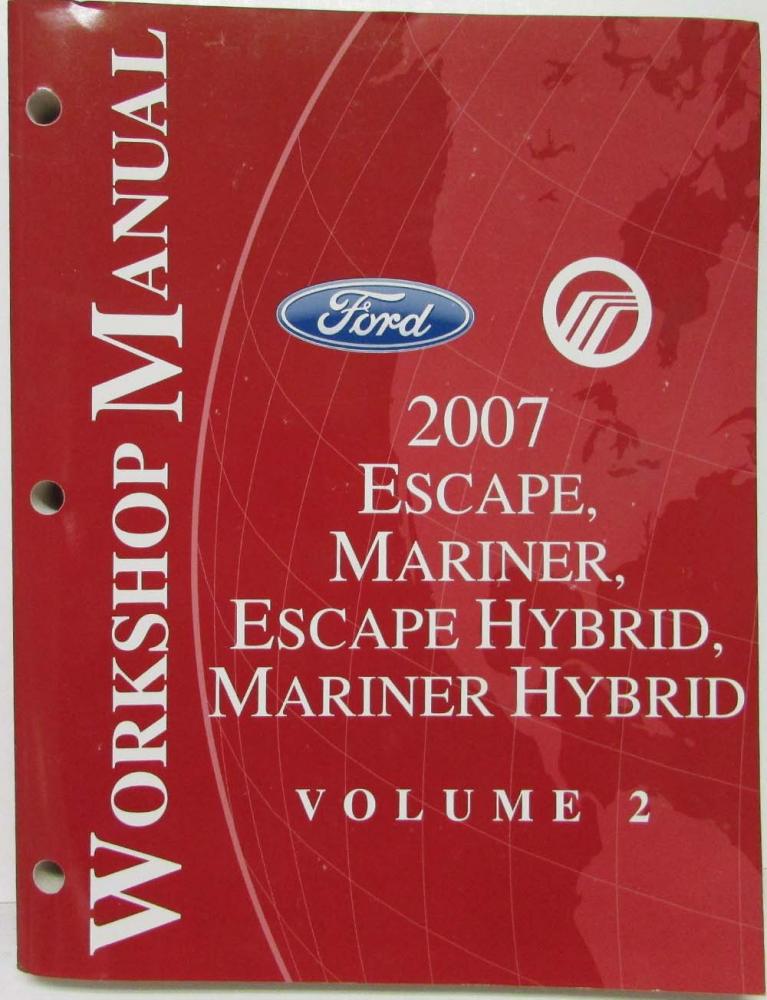 WORKSHOP MANUAL
Ford
2007
ESCAPE,
MARINER,
ESCAPE HYBRID,
MARINER HYBRID
VOLUME 2